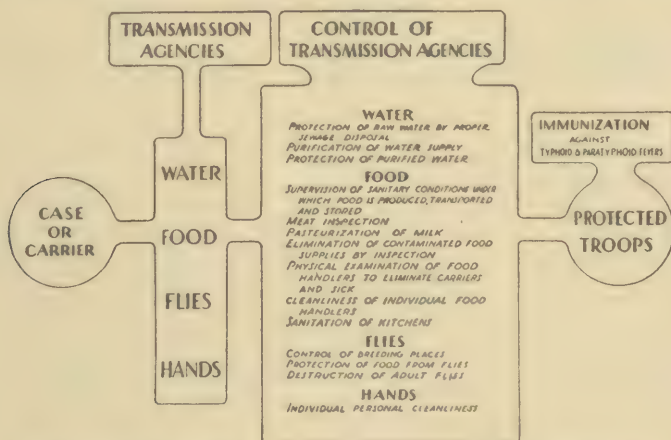 TRANSMISSION
AGENCIES
CONTROL OF
TRANSMISSION AGENCIES
CASE
OR
CARRIER
WATER
FOOD
FLIES
HANDS
WATER
PROTECTION OF RAW WATER BY PROPER
SEWAGE DISPOSAL
PURIFICATION OF WATER SUPPLY
PROTECTION OF PURIFIED WATER
FOOD
SUPERVISION OF SANITARY CONDITIONS UNDER
WHICH FOOD IS PRODUCED, TRANSPORTED
AND STORED
MEAT INSPECTION
PASTEURIZATION OF MILK
ELIMINATION OF CONTAMINATED FOOD
SUPPLIES BY INSPECTION
PHYSICAL EXAMINATION OF FOOD
HANDLERS TO ELIMINATE CARRIERS
AND SICK
CLEANLINESS OF INDIVIDUAL FOOD
HANDLERS
SANITATION OF KITCHENS
FLIES
CONTROL OF BREEDING PLACES
PROTECTION OF FOOD FROM FLIES
DESTRUCTION OF ADULT FLIES
HANDS
INDIVIDUAL PERSONAL CLEANLINESS
IMMUNIZATION
AGAINST
TYPHOID & PARATYPHOID FEVERS
PROTECTED
TROOPS